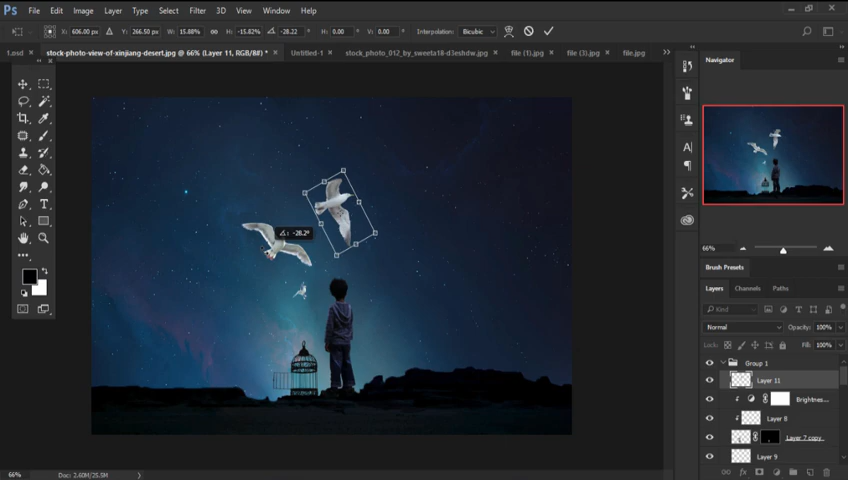 Ps File Edit Image Layer Type Select Filter 3D View Window Help
X: 606.00 px Y: 266.50 px W: 15.88% H: -15.82% -28.22 H: 0.00 V: 0.00 Interpolation: Bicubic
t.psd × stock-photo-view-of-xinjiang-desert.jpg @ 66% (Layer 11, RGB/8#) * × Untitled-1 × stock_photo_012_by_sweeta18-d3eshdw.jpg × file (1).jpg × file (3).jpg × file.jpg
Navigator
-28.2°
66%
Brush Presets
Layers Channels Paths
Kind
Normal Opacity: 100%
Lock: Fill: 100%
Group 1
Layer 11
Brightnes...
Layer 8
Layer 7 copy
Layer 9
66% Doc: 2.60M/25.5M